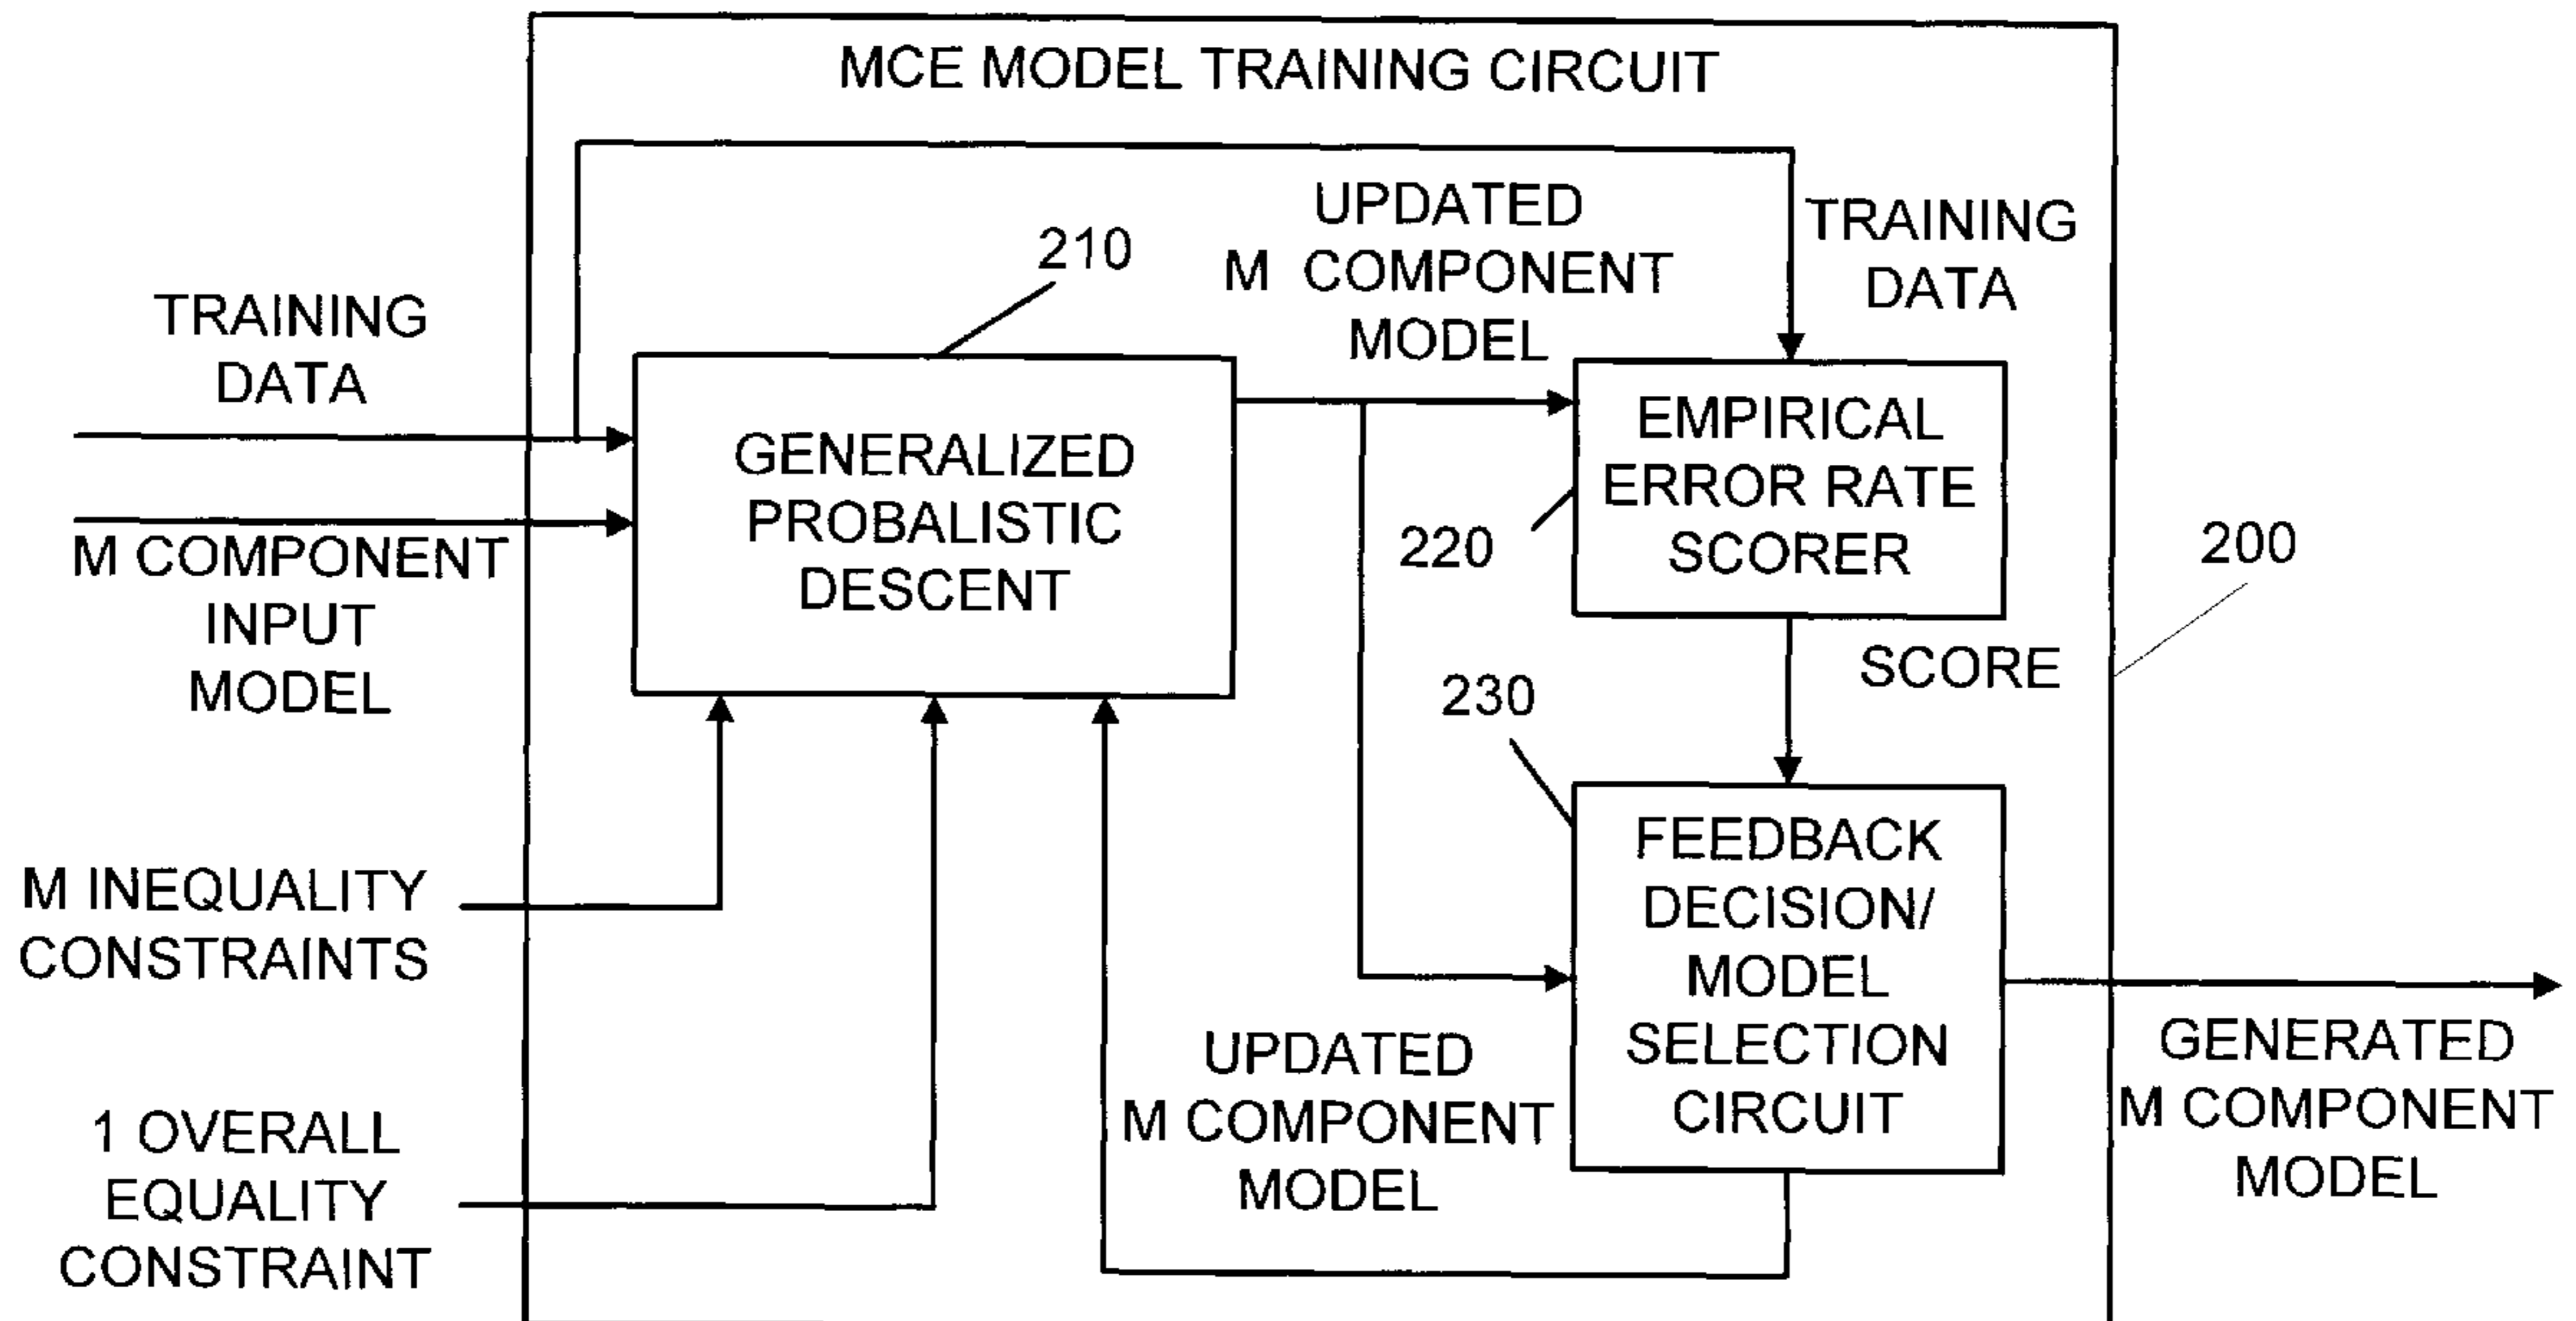 MCE MODEL TRAINING CIRCUIT
TRAINING
DATA
M COMPONENT
INPUT
MODEL
M INEQUALITY
CONSTRAINTS
1 OVERALL
EQUALITY
CONSTRAINT
210
GENERALIZED
PROBALISTIC
DESCENT
UPDATED
M COMPONENT
MODEL
TRAINING
DATA
220
EMPIRICAL
ERROR RATE
SCORER
SCORE
230
FEEDBACK
DECISION/
MODEL
SELECTION
CIRCUIT
UPDATED
M COMPONENT
MODEL
200
GENERATED
M COMPONENT
MODEL